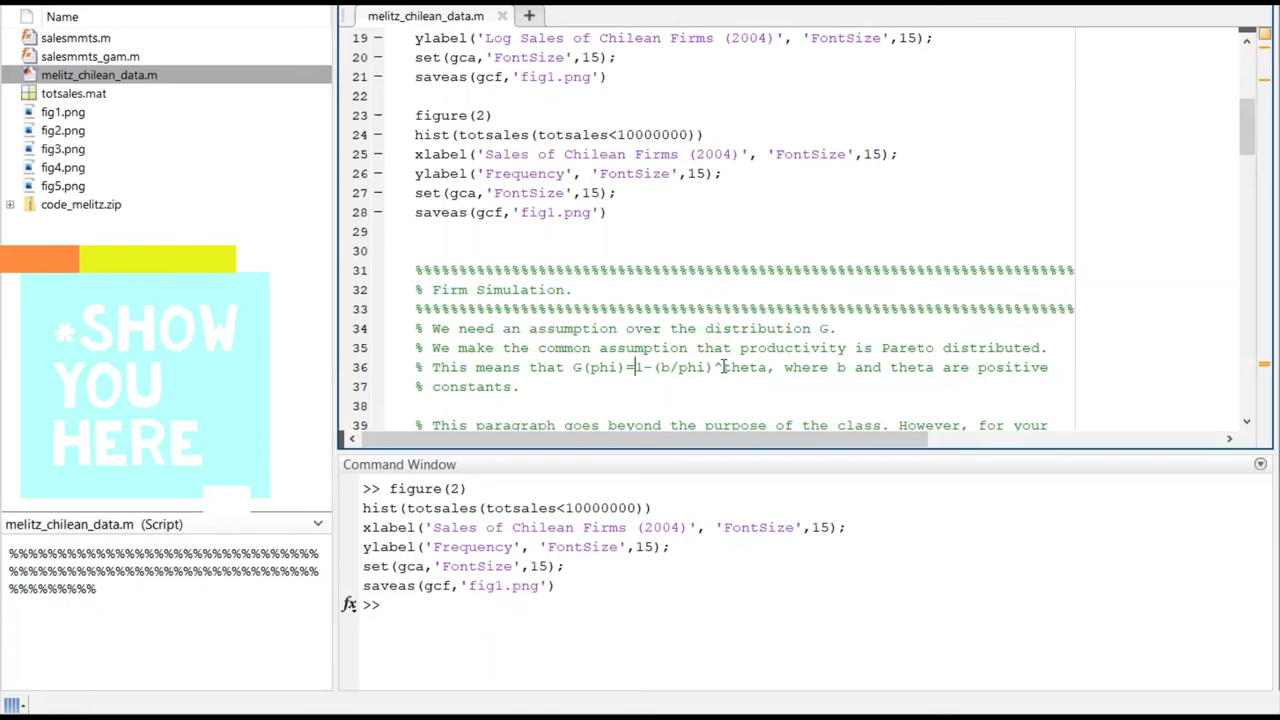 Name
salesmmts.m
salesmmts_gam.m
melitz_chilean_data.m
totsales.mat
fig1.png
fig2.png
fig3.png
fig4.png
fig5.png
code_melitz.zip
*SHOW
YOU
HERE
melitz_chilean_data.m (Script)
%%%%%%%%%%%%%%%%%%%%%%%%%%%%%%%%
%%%%%%%%%%%%%%%%%%%%%%%%%%%%%%%%
%%%%%%%%%
melitz_chilean_data.m
19 ylabel('Log Sales of Chilean Firms (2004)', 'FontSize',15);
20 set(gca,'FontSize',15);
21 saveas(gcf,'fig1.png')
22
23 figure(2)
24 hist(totsales(totsales<10000000))
25 xlabel('Sales of Chilean Firms (2004)', 'FontSize',15);
26 ylabel('Frequency', 'FontSize',15);
27 set(gca,'FontSize',15);
28 saveas(gcf,'fig1.png')
29
30
31 %%%%%%%%%%%%%%%%%%%%%%%%%%%%%%%%%%%%%%%%%%%%%%%%%%%%%%%%%%%%%%%%%%%%%%%%%%%
32 % Firm Simulation.
33 %%%%%%%%%%%%%%%%%%%%%%%%%%%%%%%%%%%%%%%%%%%%%%%%%%%%%%%%%%%%%%%%%%%%%%%%%%%
34 % We need an assumption over the distribution G.
35 % We make the common assumption that productivity is Pareto distributed.
36 % This means that G(phi)=1-(b/phi)^theta, where b and theta are positive
37 % constants.
38
39 % This paragraph goes beyond the purpose of the class. However, for your
Command Window
>> figure(2)
hist(totsales(totsales<10000000))
xlabel('Sales of Chilean Firms (2004)', 'FontSize',15);
ylabel('Frequency', 'FontSize',15);
set(gca,'FontSize',15);
saveas(gcf,'fig1.png')
fx >>